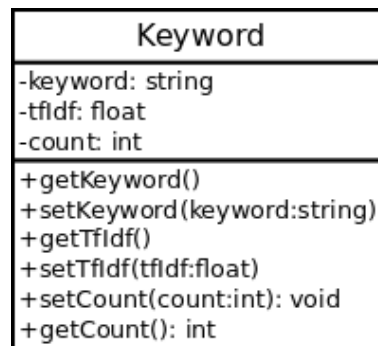 Keyword
-keyword: string
-tfIdf: float
-count: int
+getKeyword()
+setKeyword(keyword:string)
+getTfIdf()
+setTfIdf(tfIdf:float)
+setCount(count:int): void
+getCount(): int